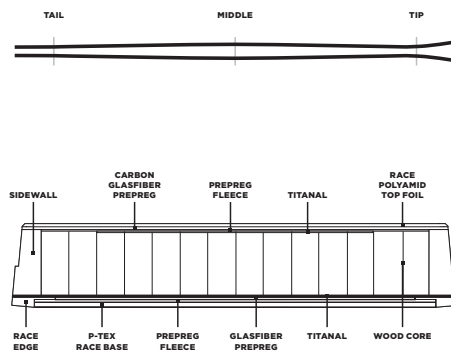 TAIL
MIDDLE
TIP
SIDEWALL
CARBON
GLASFIBER
PREPREG
PREPREG
FLEECE
TITANAL
RACE
POLYAMID
TOP FOIL
RACE
EDGE
P-TEX
RACE BASE
PREPREG
FLEECE
GLASFIBER
PREPREG
TITANAL
WOOD CORE